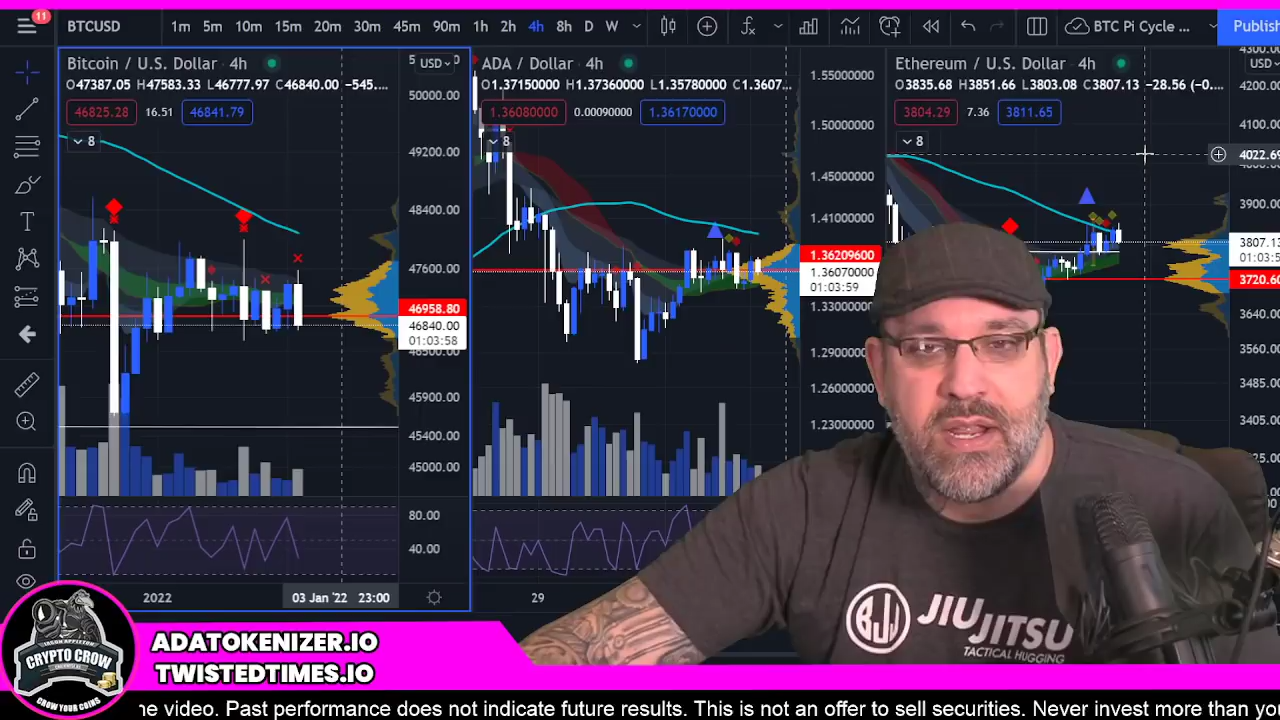 11
BTCUSD
1m 5m 10m 15m 20m 30m 45m 90m 1h 2h 4h 8h D W
BTC Pi Cycle ...
Publish
Bitcoin / U.S. Dollar · 4h
USD
O47387.05 H47583.33 L46777.97 C46840.00 −545....
46825.28 16.51 46841.79
8
50000.00
49200.00
48400.00
47600.00
46958.80
46840.00
01:03:58
45900.00
45400.00
45000.00
80.00
40.00
2022
03 Jan '22 23:00
ADA / Dollar · 4h
O1.37150000 H1.37360000 L1.35780000 C1.3607...
1.36080000 0.00090000 1.36170000
8
1.55000000
1.50000000
1.45000000
1.41000000
1.36209600
1.36070000
01:03:59
1.33000000
1.29000000
1.26000000
1.23000000
29
Ethereum / U.S. Dollar · 4h
USD
O3835.68 H3851.66 L3803.08 C3807.13 −28.56 (−0....
3804.29 7.36 3811.65
8
4300.00
4200.00
4100.00
4022.69
3900.00
3807.13
01:03:5
3720.60
3640.00
3560.00
3485.00
3405.00
BJJ
JIUJITSU
TACTICAL HUGGING
JASON APPLETON
CRYPTO CROW
CROW YOUR COINS
ADATOKENIZER.IO
TWISTEDTIMES.IO
he video. Past performance does not indicate future results. This is not an offer to sell securities. Never invest more than yo